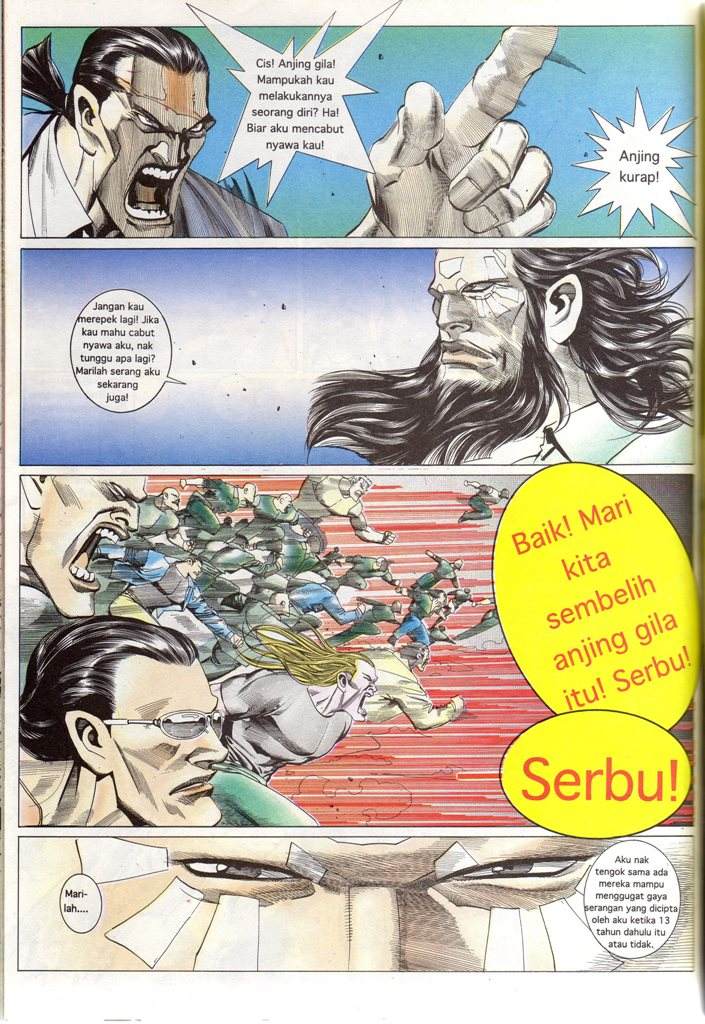 Cis! Anjing gila!
Mampukah kau
melakukannya
seorang diri? Ha!
Biar aku mencabut
nyawa kau!
Anjing
kurap!
Jangan kau
merepek lagi! Jika
kau mahu cabut
nyawa aku, nak
tunggu apa lagi?
Marilah serang aku
sekarang
juga!
Baik! Mari
kita
sembelih
anjing gila
itu! Serbu!
Serbu!
Mari-
lah....
Aku nak
tengok sama ada
mereka mampu
menggugat gaya
serangan yang dicipta
oleh aku ketika 13
tahun dahulu itu
atau tidak.